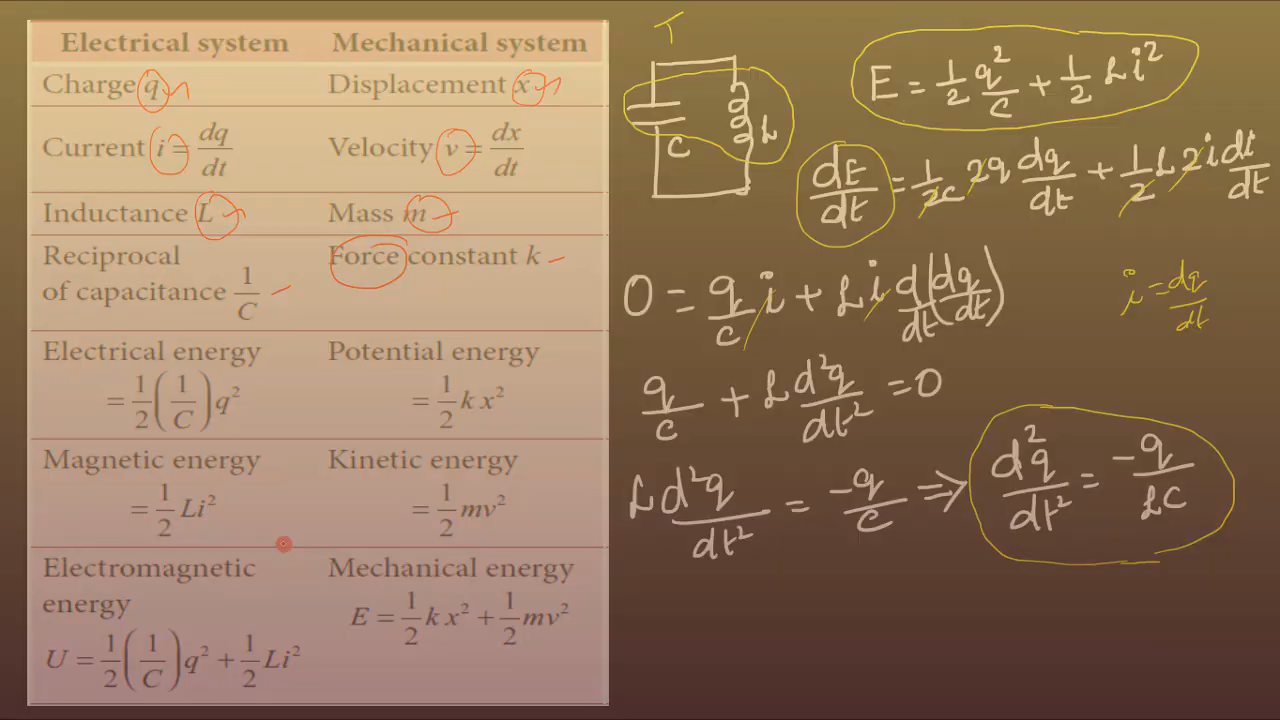 Electrical system Mechanical system
Charge q Displacement x
Current i = dq/dt Velocity v = dx/dt
Inductance L Mass m
Reciprocal of capacitance 1/C Force constant k
Electrical energy = 1/2 (1/C) q² Potential energy = 1/2 k x²
Magnetic energy = 1/2 Li² Kinetic energy = 1/2 mv²
Electromagnetic energy U = 1/2 (1/C) q² + 1/2 Li² Mechanical energy E = 1/2 k x² + 1/2 mv²
T
C L
E = 1/2 q²/C + 1/2 L i²
dE/dt = 1/2C 2q dq/dt + 1/2 L 2i di/dt
0 = q/C i + L i d/dt (dq/dt)
i = dq/dt
q/C + L d²q/dt² = 0
L d²q/dt² = -q/C ⇒ d²q/dt² = -q/LC